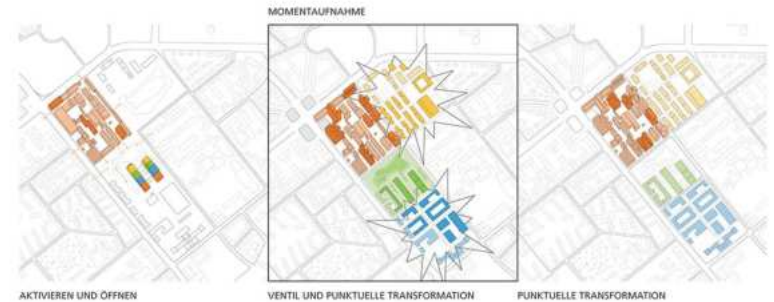 MOMENTAUFNAHME
AKTIVIEREN UND ÖFFNEN
VENTIL UND PUNKTUELLE TRANSFORMATION
PUNKTUELLE TRANSFORMATION